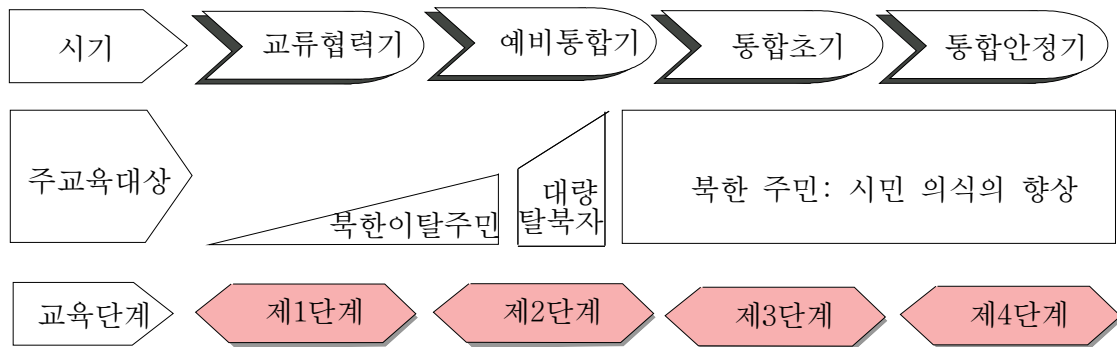 시기
교류협력기
예비통합기
통합초기
통합안정기
주교육대상
북한이탈주민
대량
탈북자
북한 주민: 시민 의식의 향상
교육단계
제1단계
제2단계
제3단계
제4단계